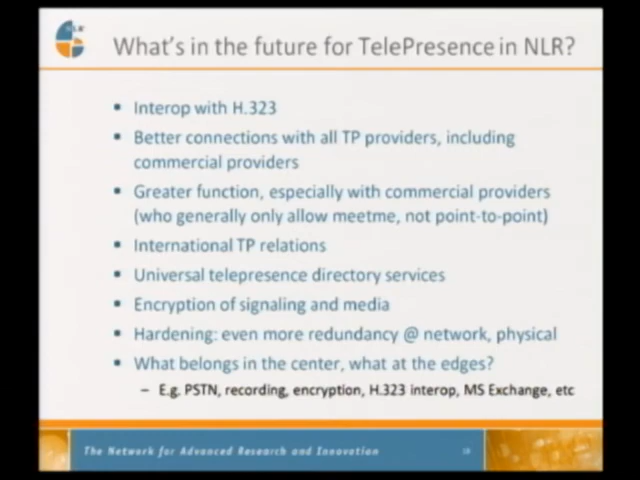 NLR
What's in the future for TelePresence in NLR?
▪ Interop with H.323
▪ Better connections with all TP providers, including
commercial providers
▪ Greater function, especially with commercial providers
(who generally only allow meetme, not point-to-point)
▪ International TP relations
▪ Universal telepresence directory services
▪ Encryption of signaling and media
▪ Hardening: even more redundancy @ network, physical
▪ What belongs in the center, what at the edges?
– E.g. PSTN, recording, encryption, H.323 interop, MS Exchange, etc
The Network for Advanced Research and Innovation